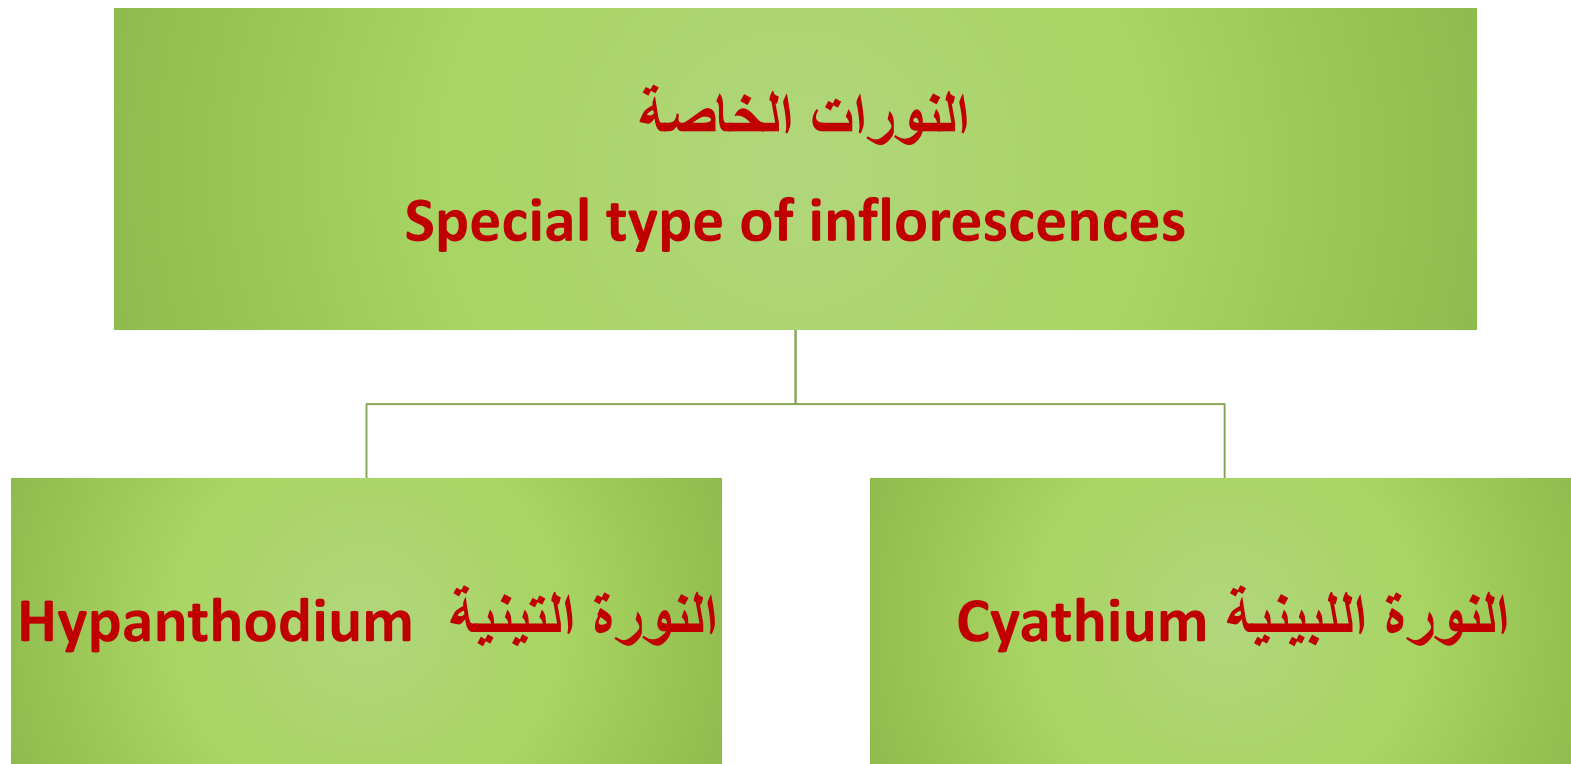 النورات الخاصة
Special type of inflorescences
Hypanthodium النورة التينية
Cyathium النورة اللبينية